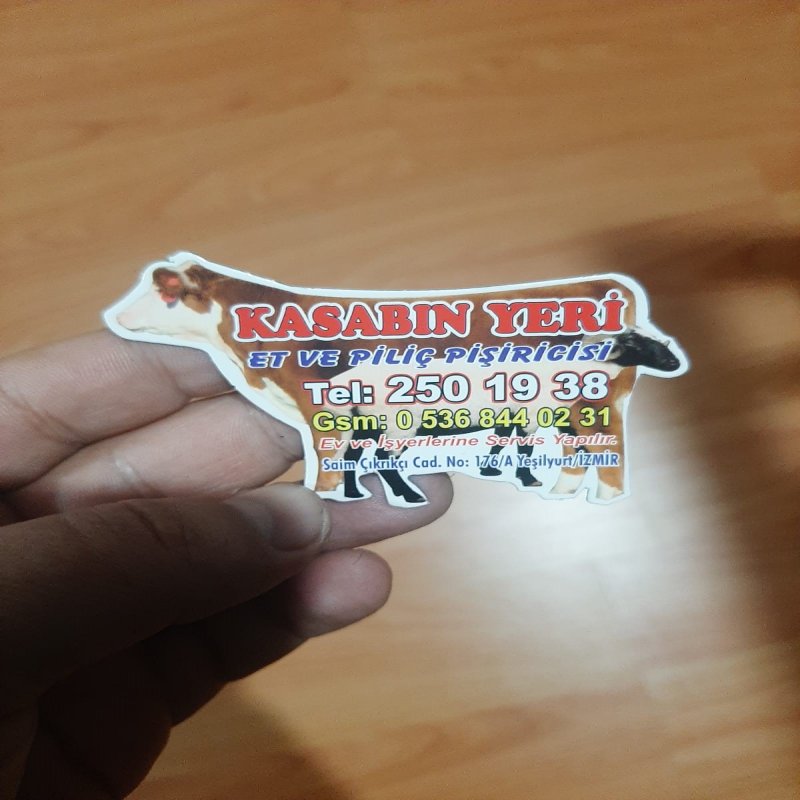 KASABIN YERİ
ET VE PİLİÇ PİŞİRİCİSİ
Tel: 250 19 38
Gsm: 0 536 844 02 31
Ev ve İşyerlerine Servis Yapılır.
Saim Çıkrıkçı Cad. No: 176/A Yeşilyurt/İZMİR